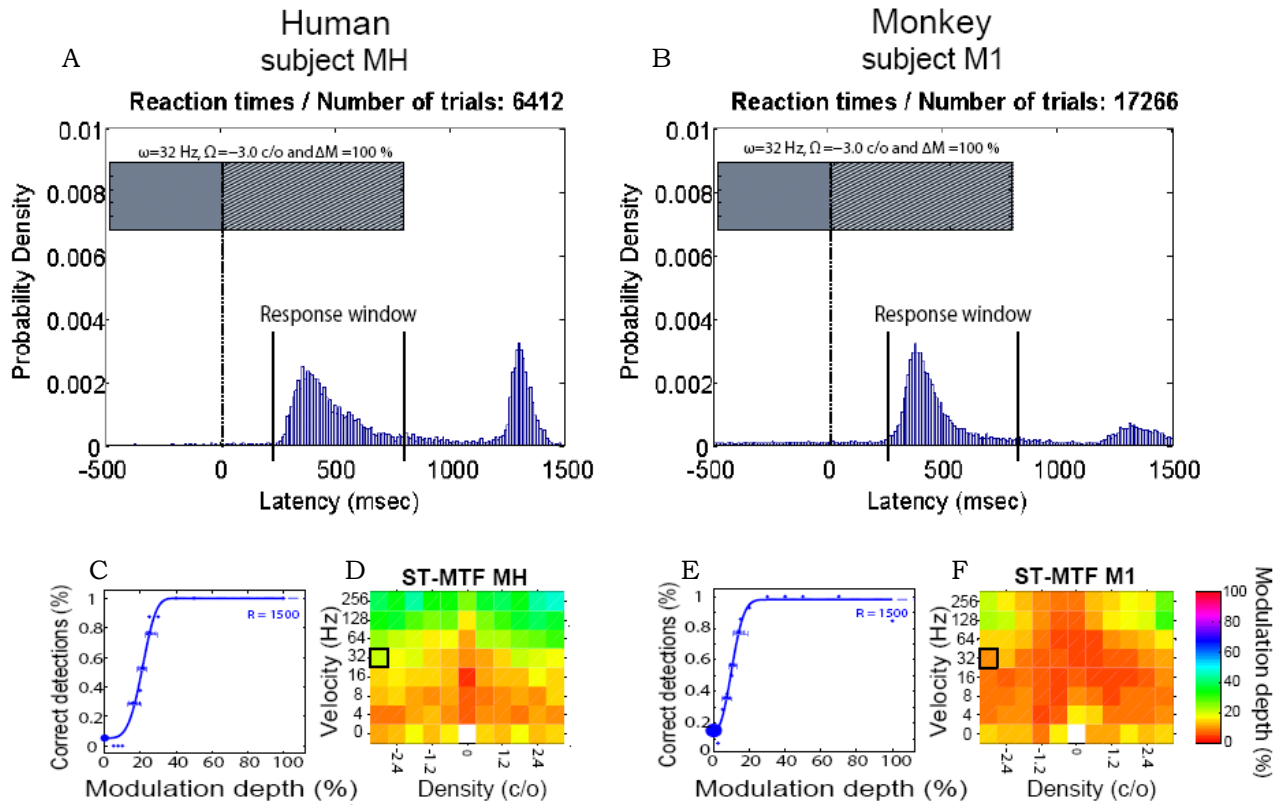 Human
subject MH
A
Reaction times / Number of trials: 6412
ω=32 Hz, Ω=−3.0 c/o and ΔM =100 %
Response window
Probability Density
0.01
0.008
0.006
0.004
0.002
0
-500
0
500
1000
1500
Latency (msec)
Monkey
subject M1
B
Reaction times / Number of trials: 17266
ω=32 Hz, Ω=−3.0 c/o and ΔM =100 %
Response window
Probability Density
0.01
0.008
0.006
0.004
0.002
0
-500
0
500
1000
1500
Latency (msec)
C
Correct detections (%)
1
0.8
0.6
0.4
0.2
0
R = 1500
0
20
40
60
80
100
Modulation depth (%)
D
ST-MTF MH
Velocity (Hz)
256
128
64
32
16
8
4
0
-2.4
-1.2
0
1.2
2.4
Density (c/o)
E
Correct detections (%)
1
0.8
0.6
0.4
0.2
0
R = 1500
0
20
40
60
80
100
Modulation depth (%)
F
ST-MTF M1
Velocity (Hz)
256
128
64
32
16
8
4
0
-2.4
-1.2
0
1.2
2.4
Density (c/o)
100
80
60
40
20
0
Modulation depth (%)